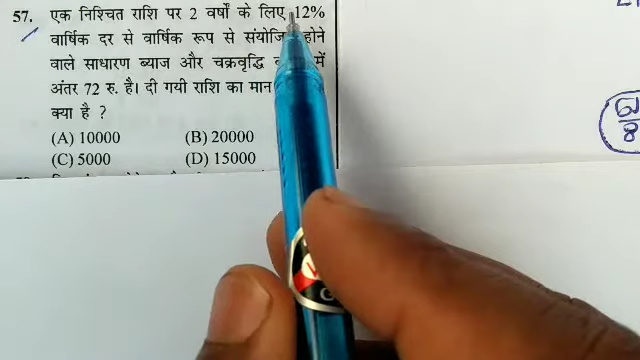 57. एक निश्चित राशि पर 2 वर्षों के लिए 12%
वार्षिक दर से वार्षिक रूप से होने
वाले साधारण ब्याज और चक्रवृद्धि में
अंतर 72 रु. है। दी गयी राशि का मान
क्या है ?
(A) 10000 (B) 20000
(C) 5000 (D) 15000